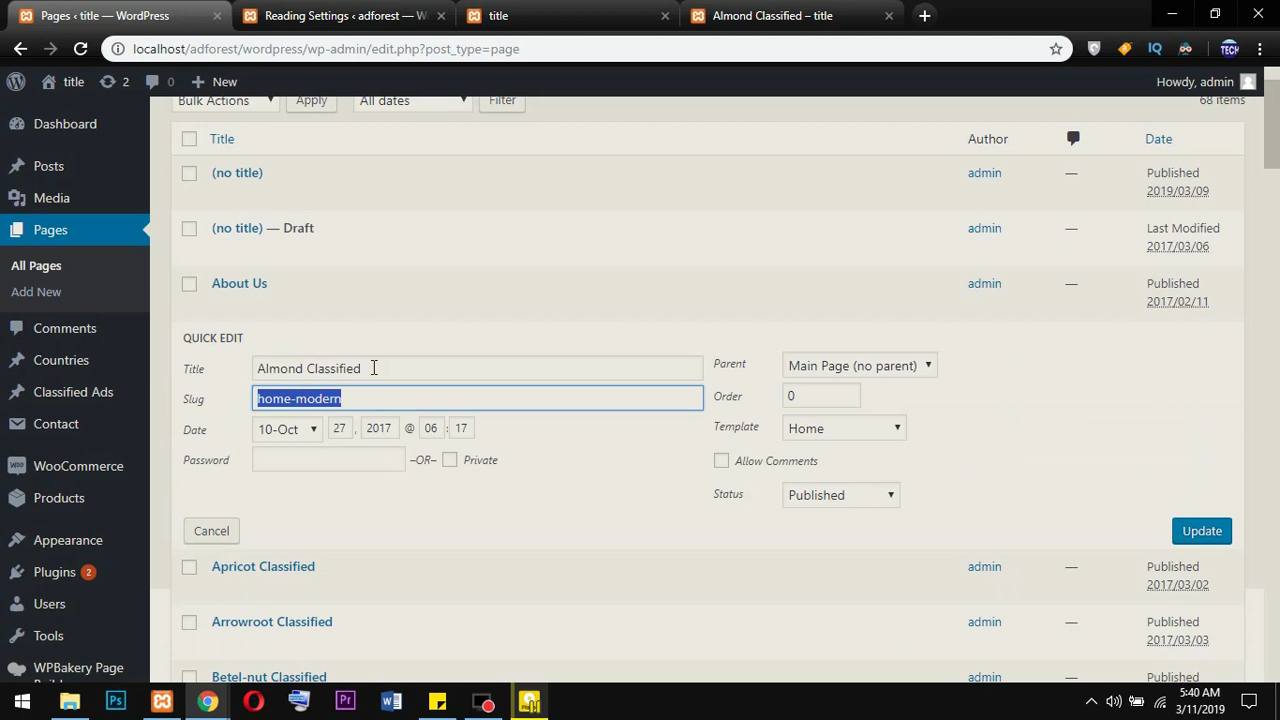 Pages ‹ title — WordPress
Reading Settings ‹ adforest — W
title
Almond Classified – title
localhost/adforest/wordpress/wp-admin/edit.php?post_type=page
IQ
TECH
title
2
0
New
Howdy, admin
Dashboard
Posts
Media
Pages
All Pages
Add New
Comments
Countries
Classified Ads
Contact
WooCommerce
Products
Appearance
Plugins 2
Users
Tools
WPBakery Page
Bulk Actions
Apply
All dates
Filter
68 items
Title
Author
Date
(no title)
admin
—
Published
2019/03/09
(no title) — Draft
admin
—
Last Modified
2017/03/06
About Us
admin
—
Published
2017/02/11
QUICK EDIT
Title Almond Classified
Slug home-modern
Date 10-Oct 27 , 2017 @ 06 : 17
Password –OR– Private
Parent Main Page (no parent)
Order 0
Template Home
Allow Comments
Status Published
Cancel
Update
Apricot Classified
admin
—
Published
2017/03/02
Arrowroot Classified
admin
—
Published
2017/03/03
Betel-nut Classified
admin
—
Published
Ps
Pr
5:40 AM
3/11/2019